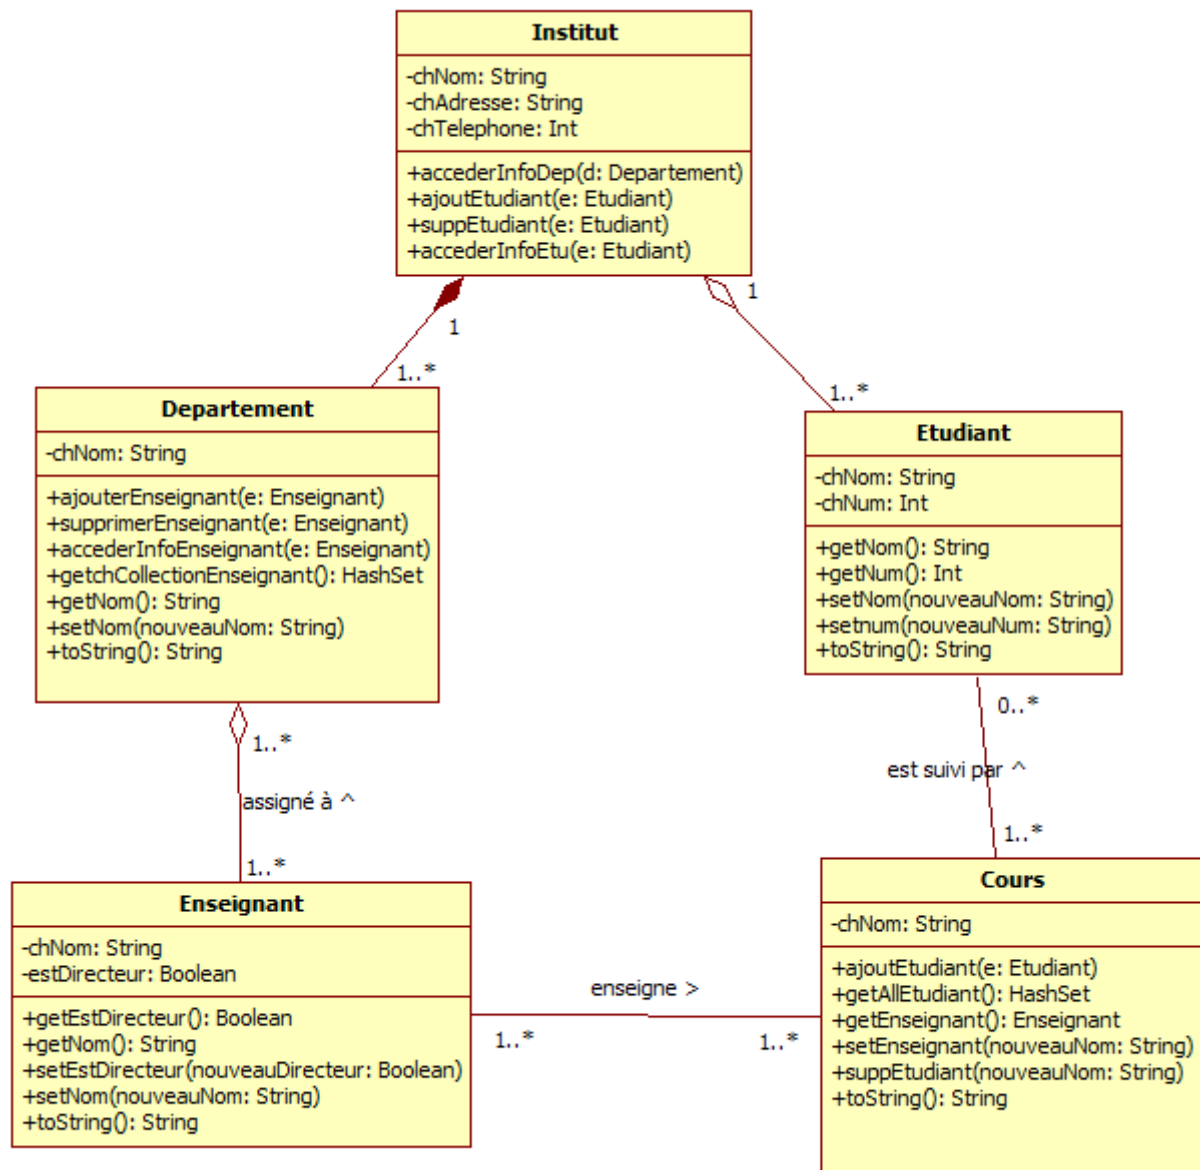 Institut
-chNom: String
-chAdresse: String
-chTelephone: Int
+accederInfoDep(d: Departement)
+ajoutEtudiant(e: Etudiant)
+suppEtudiant(e: Etudiant)
+accederInfoEtu(e: Etudiant)
1
1
1..*
1..*
Departement
-chNom: String
+ajouterEnseignant(e: Enseignant)
+supprimerEnseignant(e: Enseignant)
+accederInfoEnseignant(e: Enseignant)
+getchCollectionEnseignant(): HashSet
+getNom(): String
+setNom(nouveauNom: String)
+toString(): String
Etudiant
-chNom: String
-chNum: Int
+getNom(): String
+getNum(): Int
+setNom(nouveauNom: String)
+setnum(nouveauNum: String)
+toString(): String
1..*
assigné à ^
1..*
0..*
est suivi par ^
1..*
Enseignant
-chNom: String
-estDirecteur: Boolean
+getEstDirecteur(): Boolean
+getNom(): String
+setEstDirecteur(nouveauDirecteur: Boolean)
+setNom(nouveauNom: String)
+toString(): String
enseigne >
1..*
1..*
Cours
-chNom: String
+ajoutEtudiant(e: Etudiant)
+getAllEtudiant(): HashSet
+getEnseignant(): Enseignant
+setEnseignant(nouveauNom: String)
+suppEtudiant(nouveauNom: String)
+toString(): String